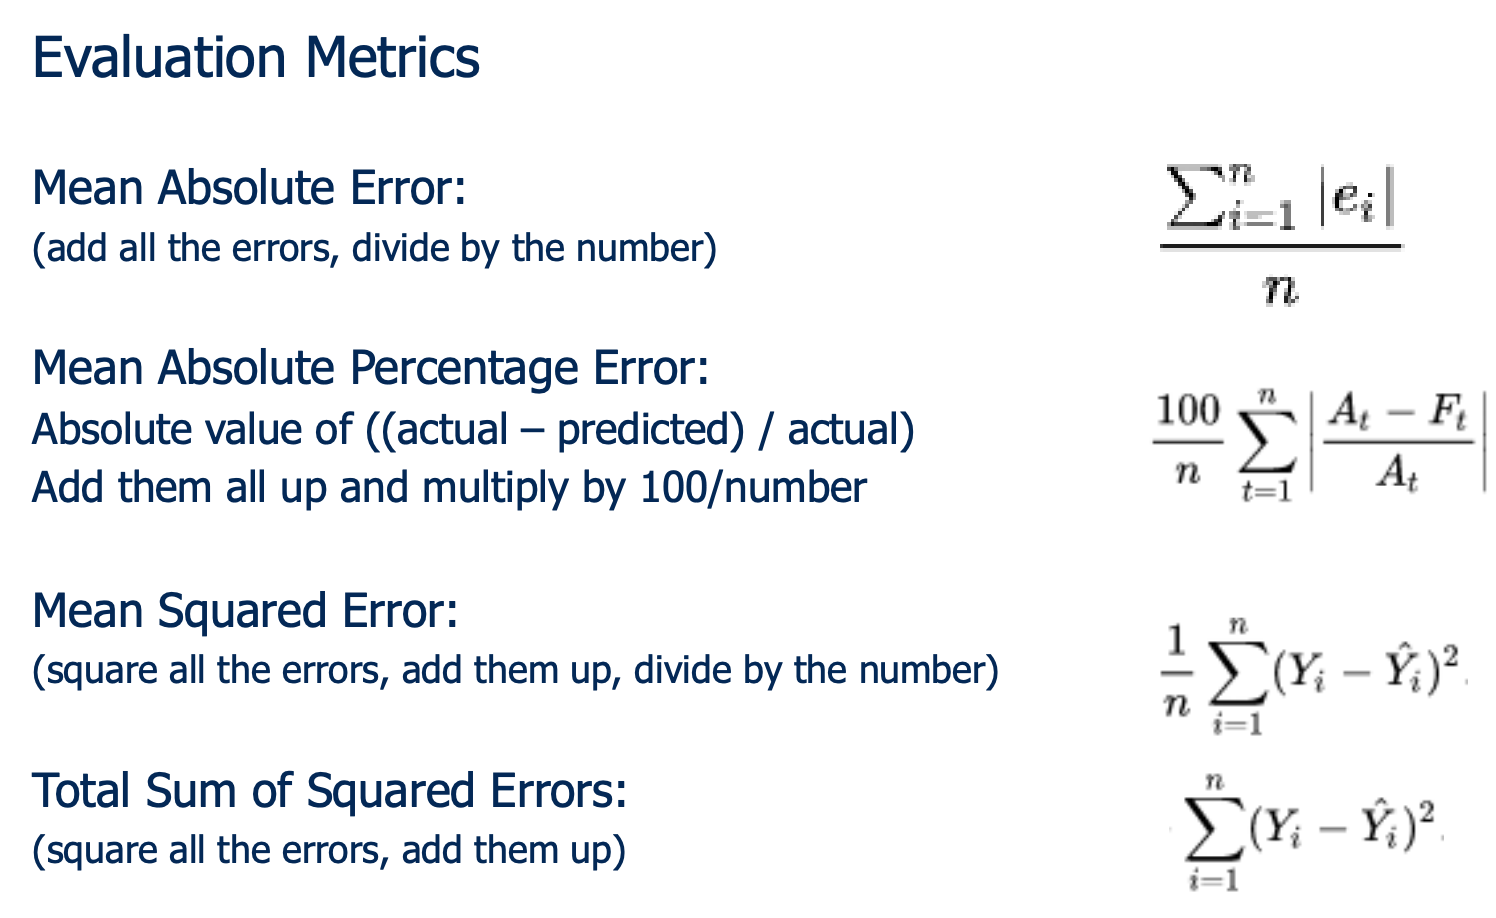 Evaluation Metrics
Mean Absolute Error:
(add all the errors, divide by the number)
\frac{\sum_{i=1}^{n} |e_i|}{n}
Mean Absolute Percentage Error:
Absolute value of ((actual – predicted) / actual)
Add them all up and multiply by 100/number
\frac{100}{n} \sum_{t=1}^{n} \left| \frac{A_t - F_t}{A_t} \right|
Mean Squared Error:
(square all the errors, add them up, divide by the number)
\frac{1}{n} \sum_{i=1}^{n} (Y_i - \hat{Y}_i)^2.
Total Sum of Squared Errors:
(square all the errors, add them up)
\sum_{i=1}^{n} (Y_i - \hat{Y}_i)^2.